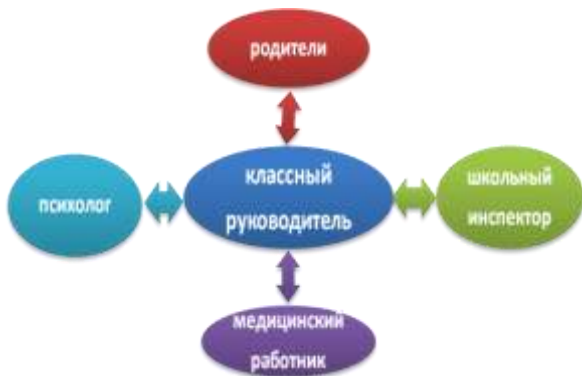 родители
классный
руководитель
психолог
школьный
инспектор
медицинский
работник